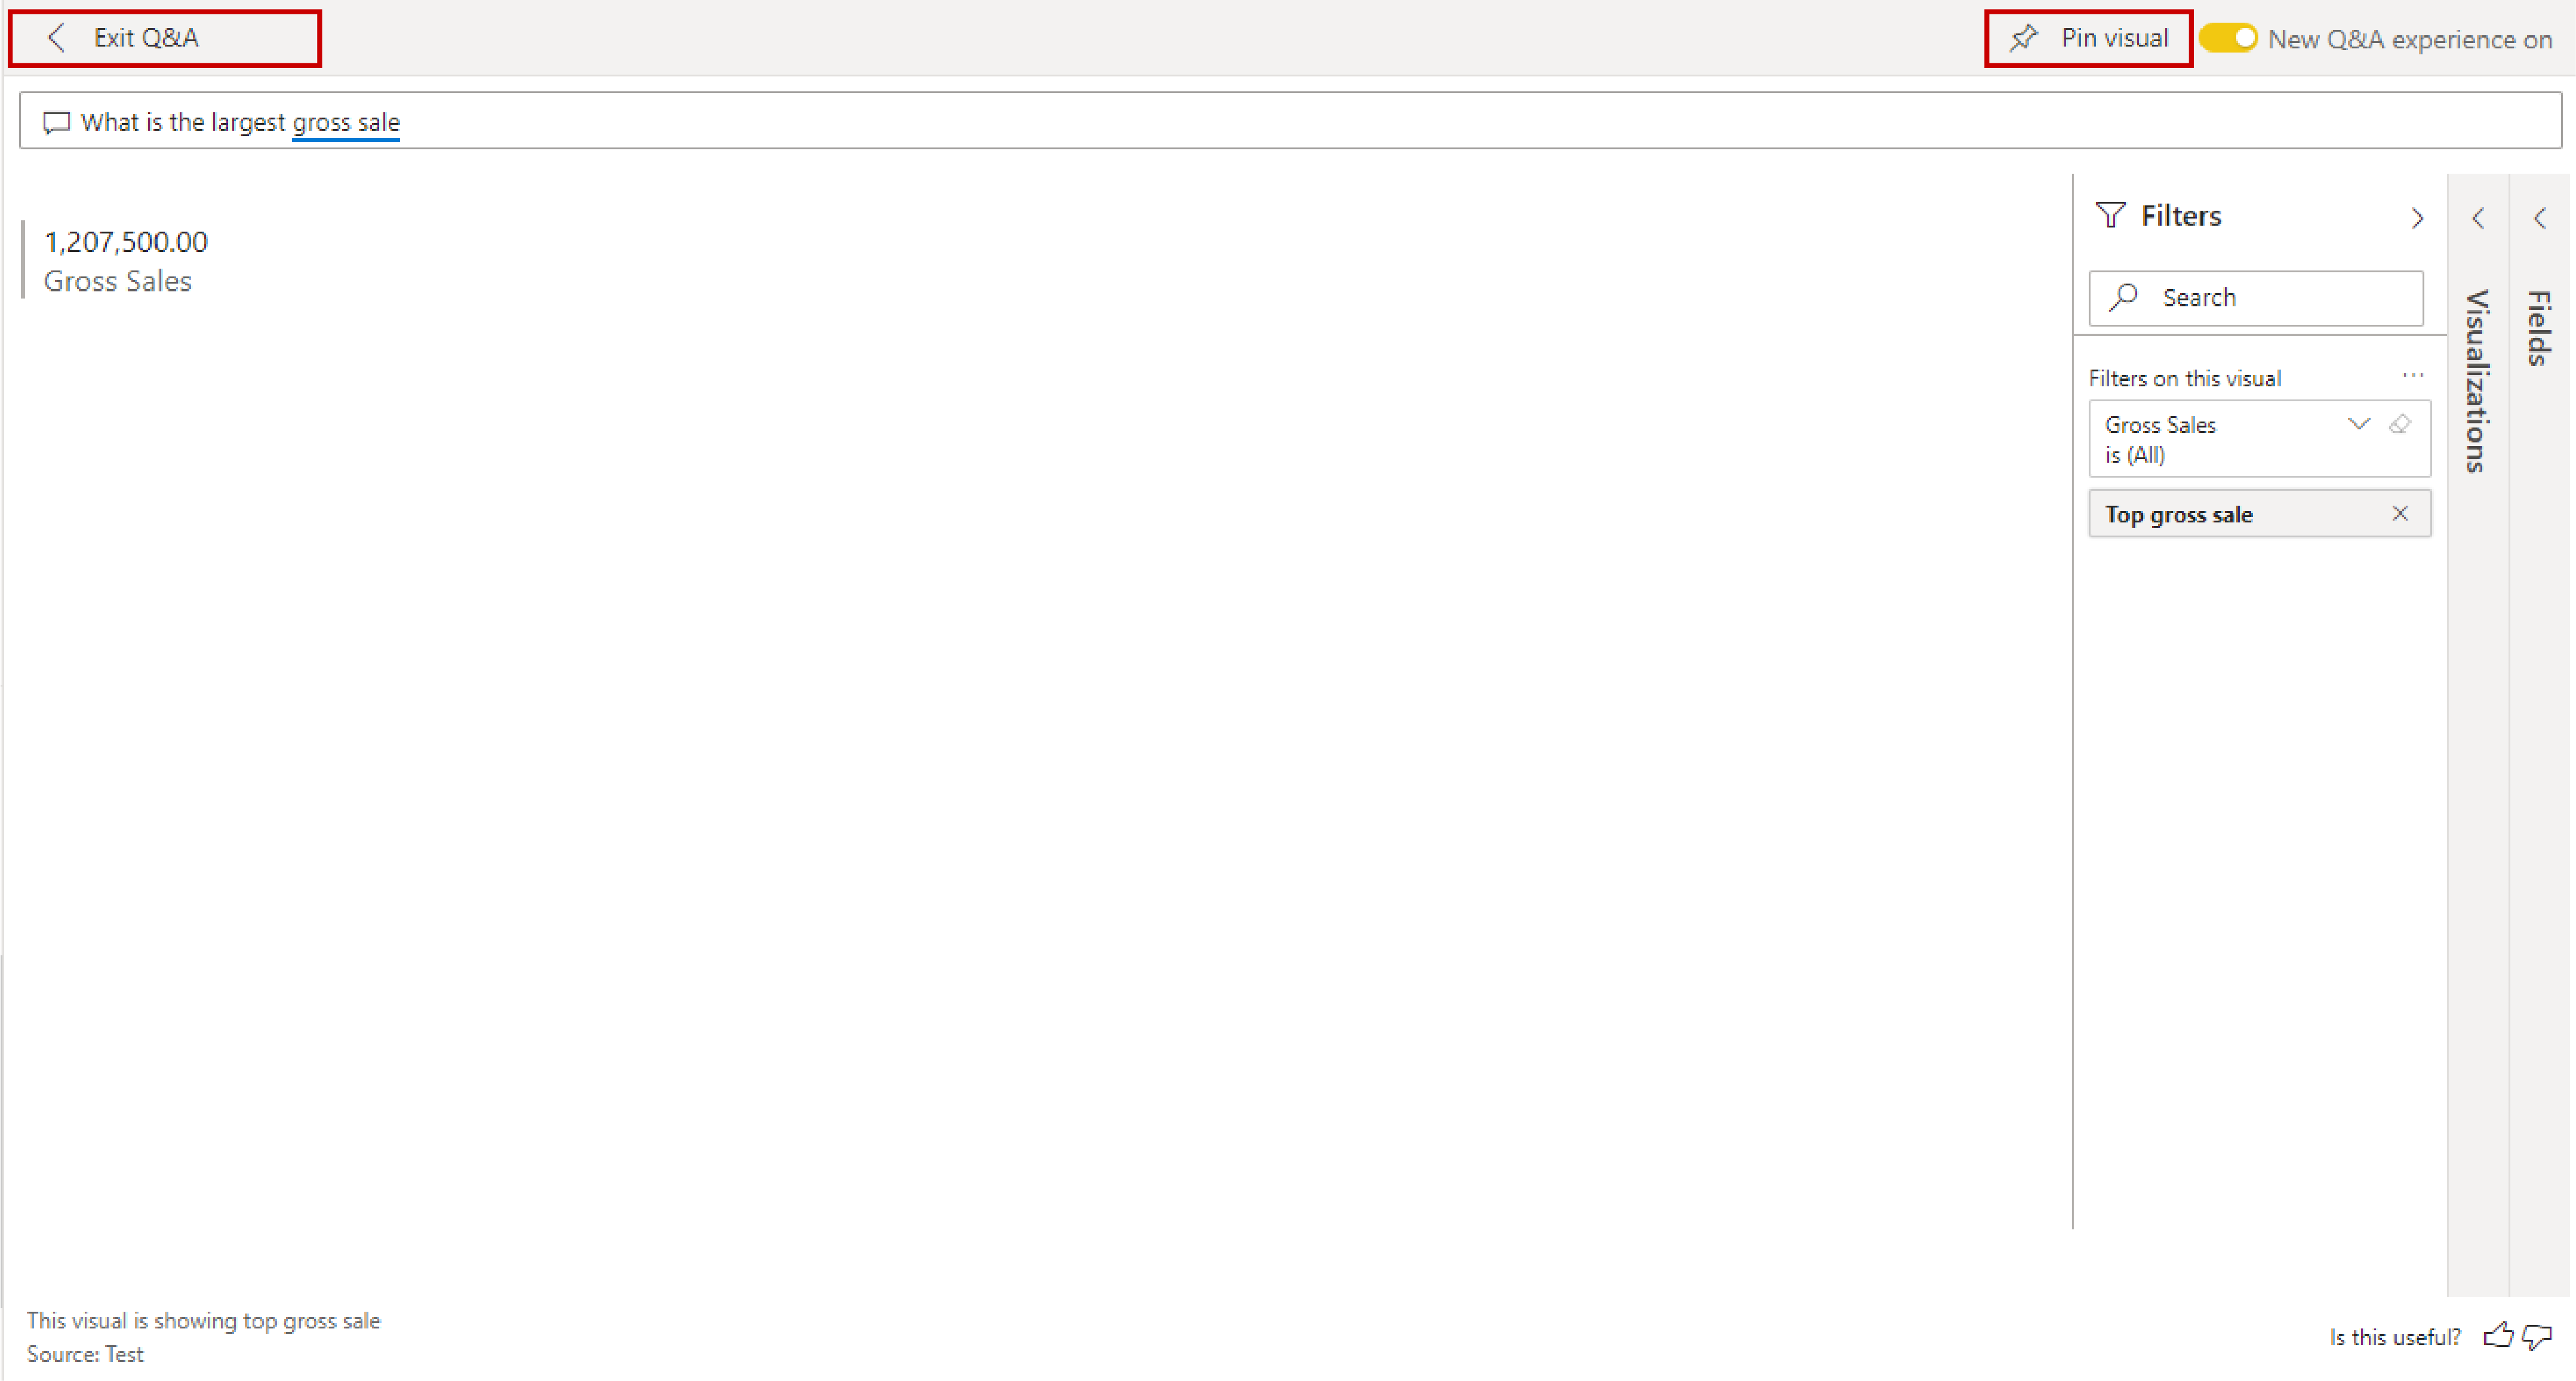 Exit Q&A
Pin visual
New Q&A experience on
What is the largest gross sale
1,207,500.00
Gross Sales
Filters
Search
Filters on this visual
...
Gross Sales
is (All)
Top gross sale
Visualizations
Fields
This visual is showing top gross sale
Source: Test
Is this useful?